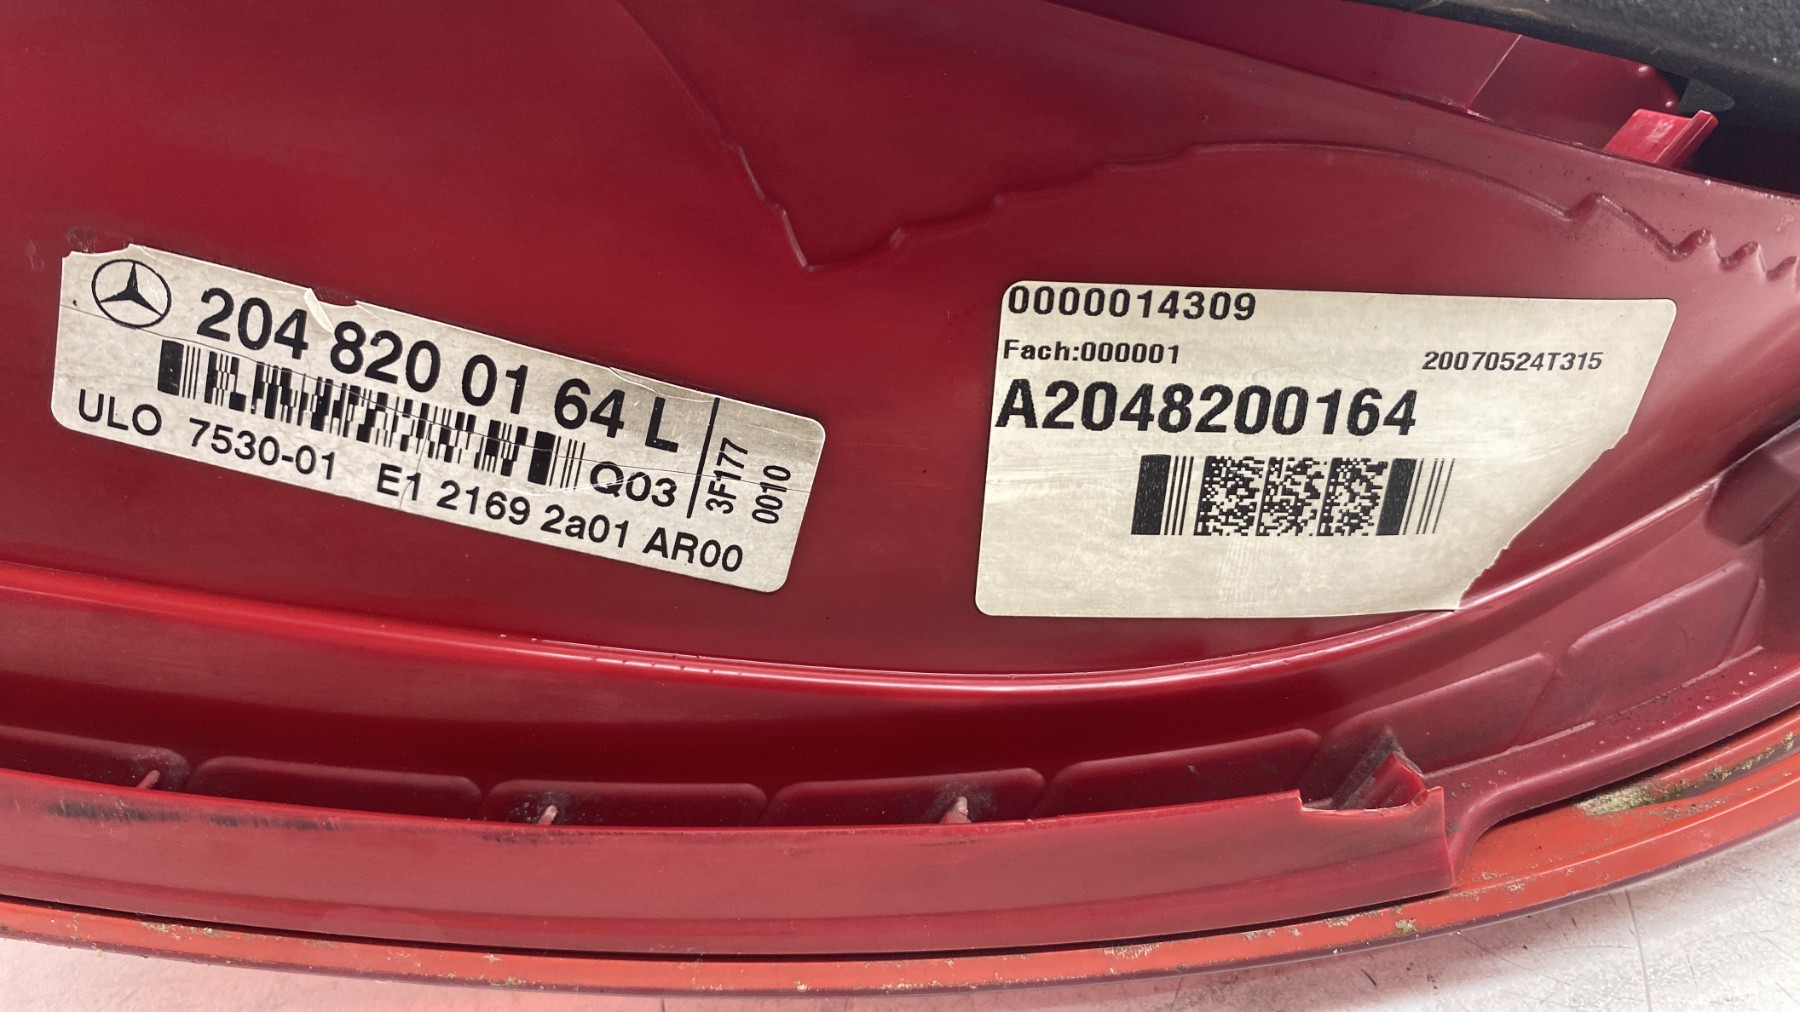 204 820 01 64 L
Q03
ULO 7530-01 E1 2169 2a01 AR00
3F177
0010
0000014309
Fach:000001 20070524T315
A2048200164